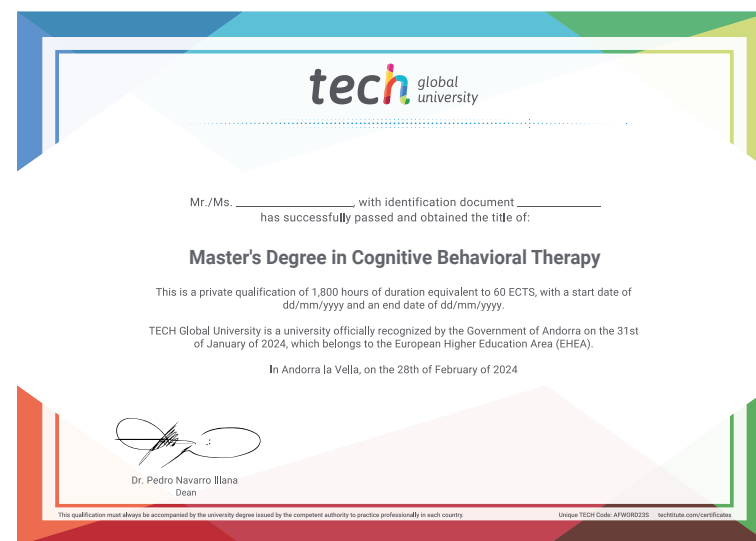 tech global university
Mr./Ms. ________________, with identification document ____________
has successfully passed and obtained the title of:
Master's Degree in Cognitive Behavioral Therapy
This is a private qualification of 1,800 hours of duration equivalent to 60 ECTS, with a start date of
dd/mm/yyyy and an end date of dd/mm/yyyy.
TECH Global University is a university officially recognized by the Government of Andorra on the 31st
of January of 2024, which belongs to the European Higher Education Area (EHEA).
In Andorra la Vella, on the 28th of February of 2024
Dr. Pedro Navarro Illana
Dean
This qualification must always be accompanied by the university degree issued by the competent authority to practice professionally in each country.
Unique TECH Code: AFWORD23S techtitute.com/certificates